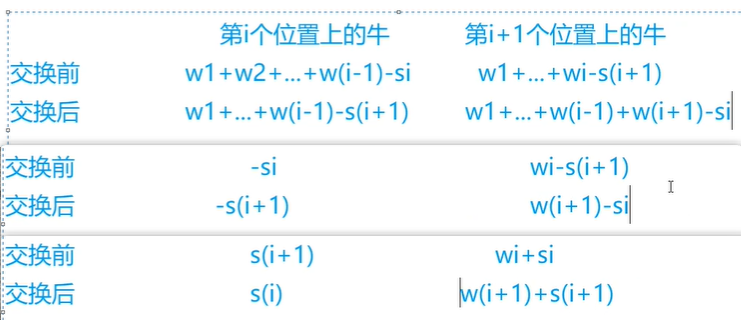 第i个位置上的牛 第i+1个位置上的牛
交换前 w1+w2+...+w(i-1)-si w1+...+wi-s(i+1)
交换后 w1+...+w(i-1)-s(i+1) w1+...+w(i-1)+w(i+1)-si
交换前 -si wi-s(i+1)
交换后 -s(i+1) w(i+1)-si
交换前 s(i+1) wi+si
交换后 s(i) w(i+1)+s(i+1)